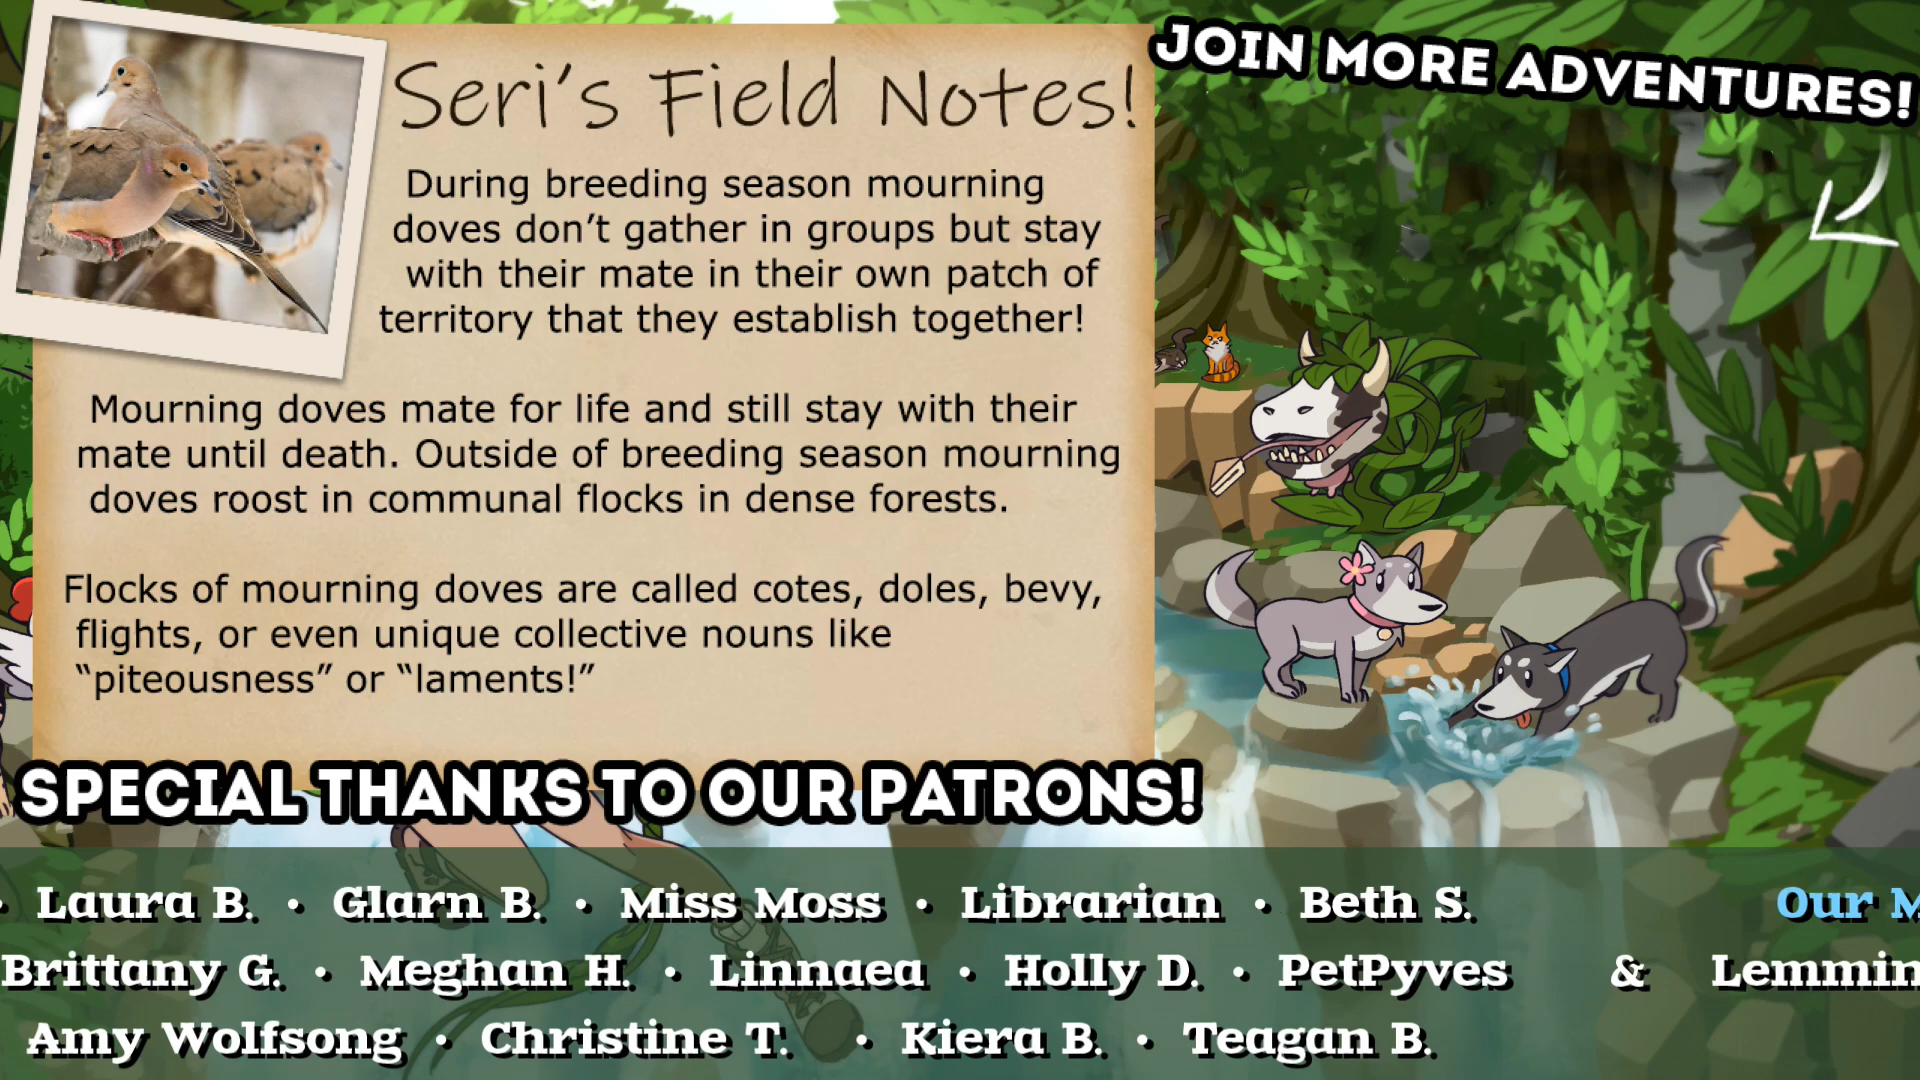 Seri's Field Notes!
JOIN MORE ADVENTURES!
During breeding season mourning
doves don't gather in groups but stay
with their mate in their own patch of
territory that they establish together!
Mourning doves mate for life and still stay with their
mate until death. Outside of breeding season mourning
doves roost in communal flocks in dense forests.
Flocks of mourning doves are called cotes, doles, bevy,
flights, or even unique collective nouns like
“piteousness” or “laments!”
SPECIAL THANKS TO OUR PATRONS!
• Laura B. • Glarn B. • Miss Moss • Librarian • Beth S. Our
Brittany G. • Meghan H. • Linnaea • Holly D. • PetPyves &
Amy Wolfsong • Christine T. • Kiera B. • Teagan B.